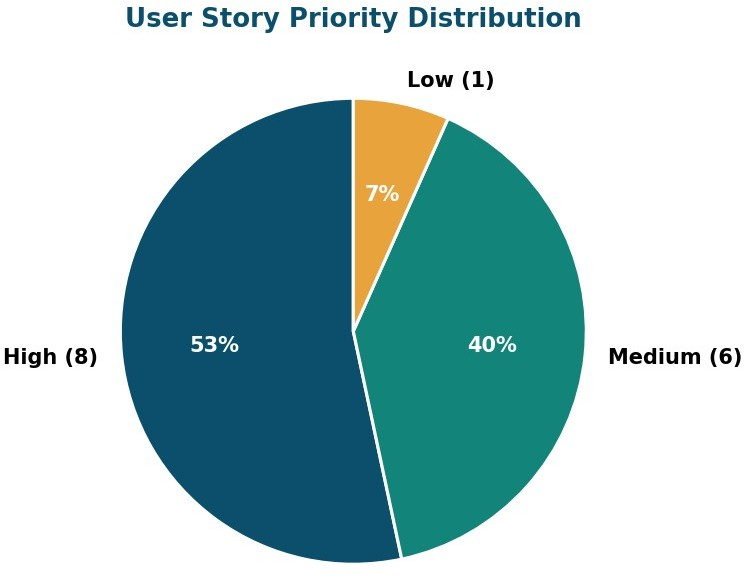 User Story Priority Distribution
Low (1)
7%
53%
40%
High (8)
Medium (6)